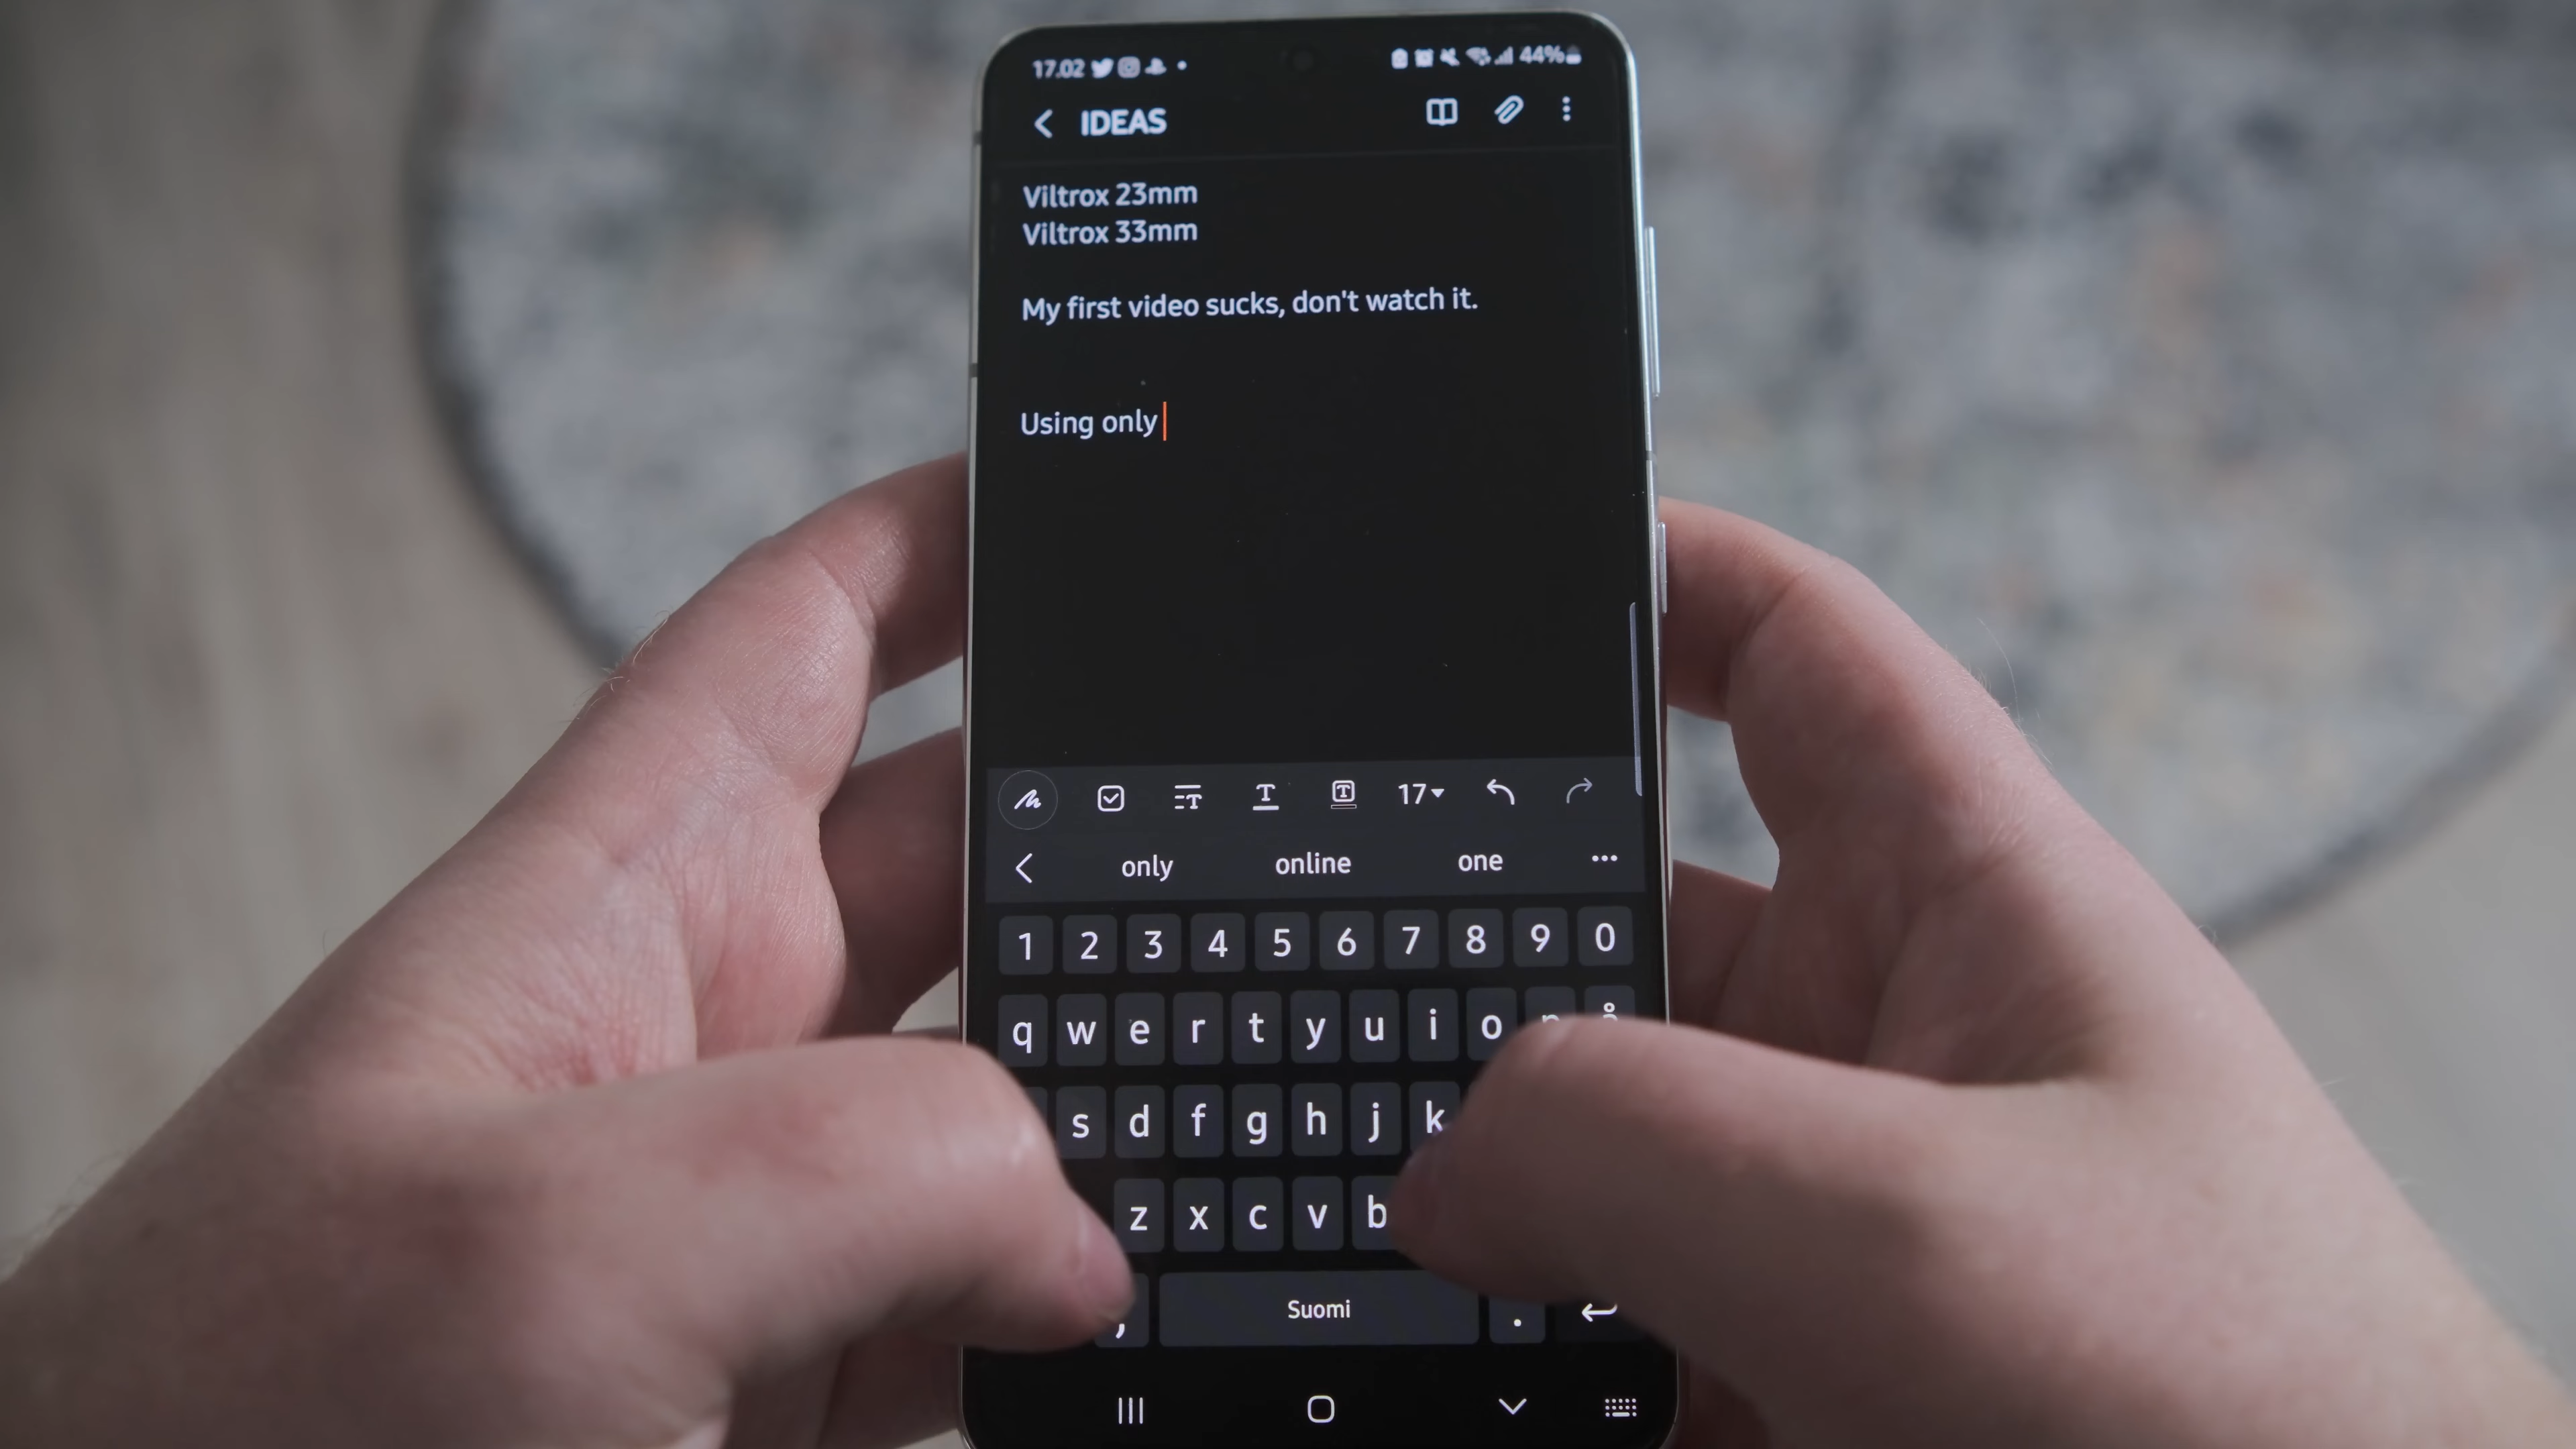 17.02 44%
IDEAS
Viltrox 23mm
Viltrox 33mm
My first video sucks, don't watch it.
Using only
17
only online one
1 2 3 4 5 6 7 8 9 0
q w e r t y u i o
s d f g h j k
z x c v b
, Suomi .